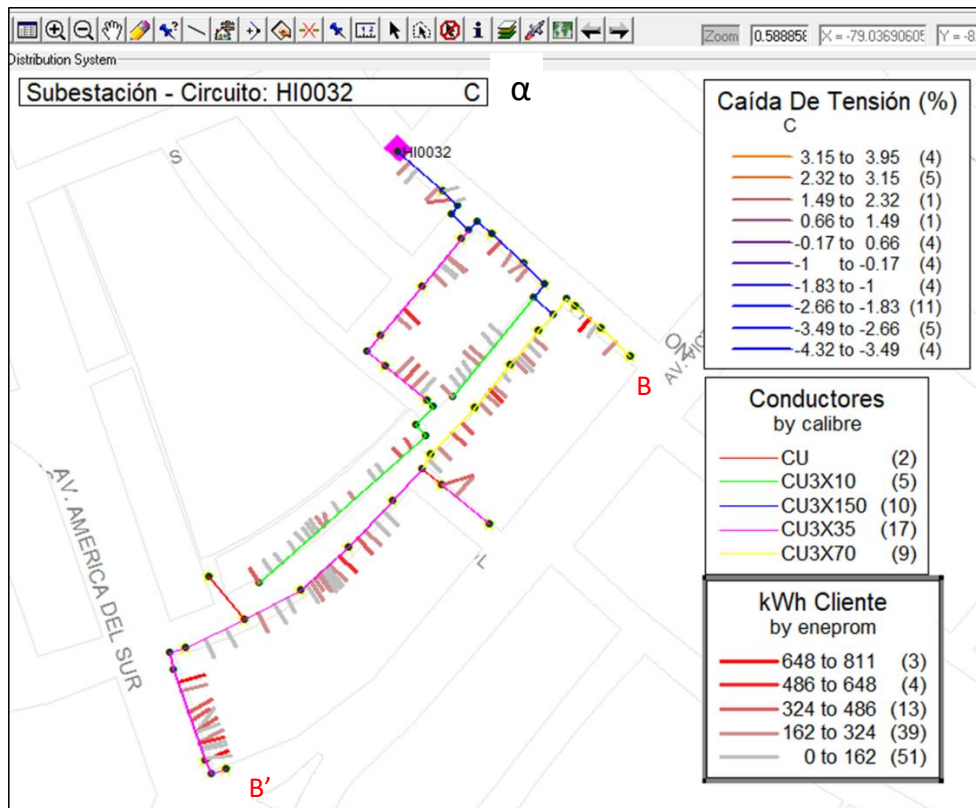 Zoom 0.588858 X = -79.0369060 Y = -8.
Distribution System
Subestación - Circuito: HI0032 C α
Caída De Tensión (%)
C
3.15 to 3.95 (4)
2.32 to 3.15 (5)
1.49 to 2.32 (1)
0.66 to 1.49 (1)
-0.17 to 0.66 (4)
-1 to -0.17 (4)
-1.83 to -1 (4)
-2.66 to -1.83 (11)
-3.49 to -2.66 (5)
-4.32 to -3.49 (4)
S
HI0032
B
Conductores
by calibre
CU (2)
CU3X10 (5)
CU3X150 (10)
CU3X35 (17)
CU3X70 (9)
AV. AMERICA DEL SUR
L
kWh Cliente
by eneprom
648 to 811 (3)
486 to 648 (4)
324 to 486 (13)
162 to 324 (39)
0 to 162 (51)
B’